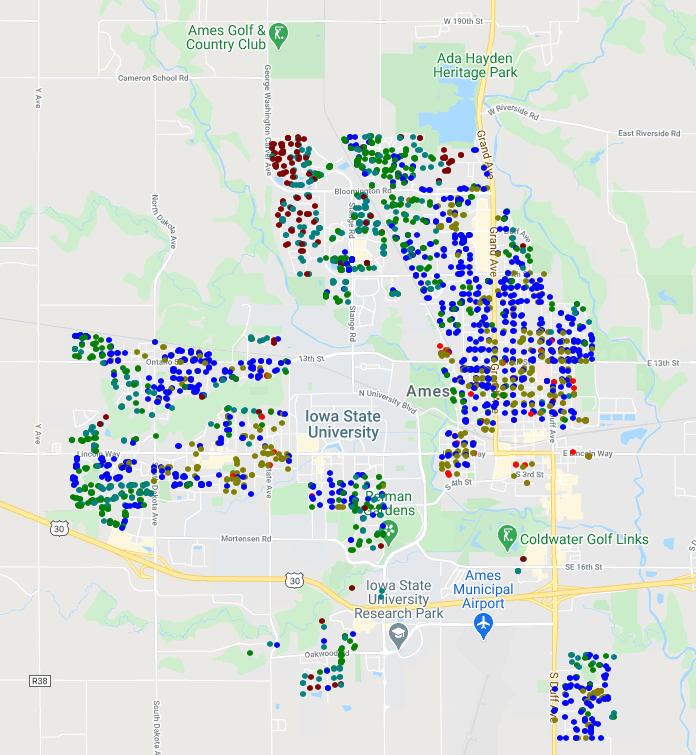 W 190th St
Ames Golf &
Country Club
Ada Hayden
Heritage Park
Cameron School Rd
George Washington Carver Ave
Y Ave
W Riverside Rd
East Riverside Rd
Grand Ave
Bloomington Rd
North Dakota Ave
Stange Rd
Grand Ave
Stange Rd
13th St
Ontario St
E 13th St
Ames
N University Blvd
Iowa State
University
Y Ave
Lincoln Way
E Lincoln Way
S 3rd St
S 4th St
Dakota Ave
State Ave
Reiman
Gardens
30
Mortensen Rd
Coldwater Golf Links
SE 16th St
30
Iowa State
University
Research Park
Ames
Municipal
Airport
Oakwood Rd
R38
S Duff Ave
South Dakota Ave